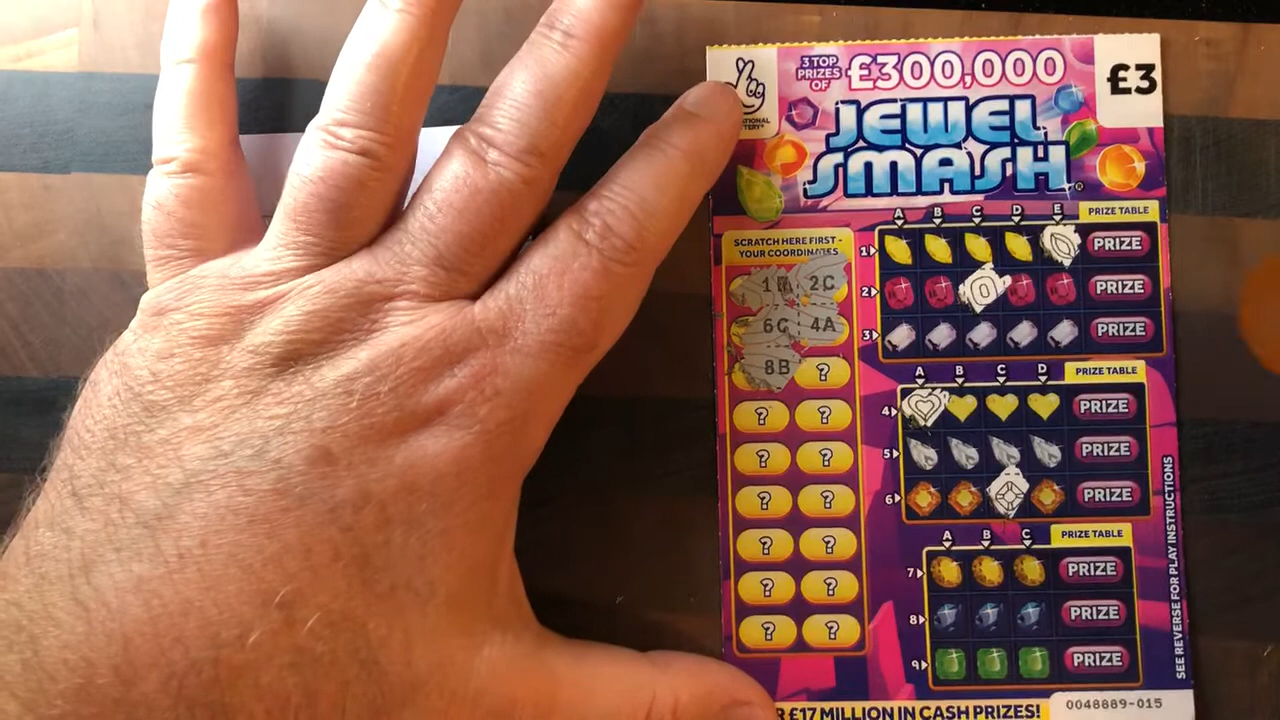 3 TOP PRIZES OF £300,000
£3
JEWEL
SMASH®
SCRATCH HERE FIRST -
YOUR COORDINATES
2C
6C 4A
8B ?
? ?
? ?
? ?
? ?
? ?
? ?
A B C D E PRIZE TABLE
1 PRIZE
2 PRIZE
3 PRIZE
A B C D PRIZE TABLE
4 PRIZE
5 PRIZE
6 PRIZE
A B C PRIZE TABLE
7 PRIZE
8 PRIZE
9 PRIZE
SEE REVERSE FOR PLAY INSTRUCTIONS
£17 MILLION IN CASH PRIZES!
0048889-015